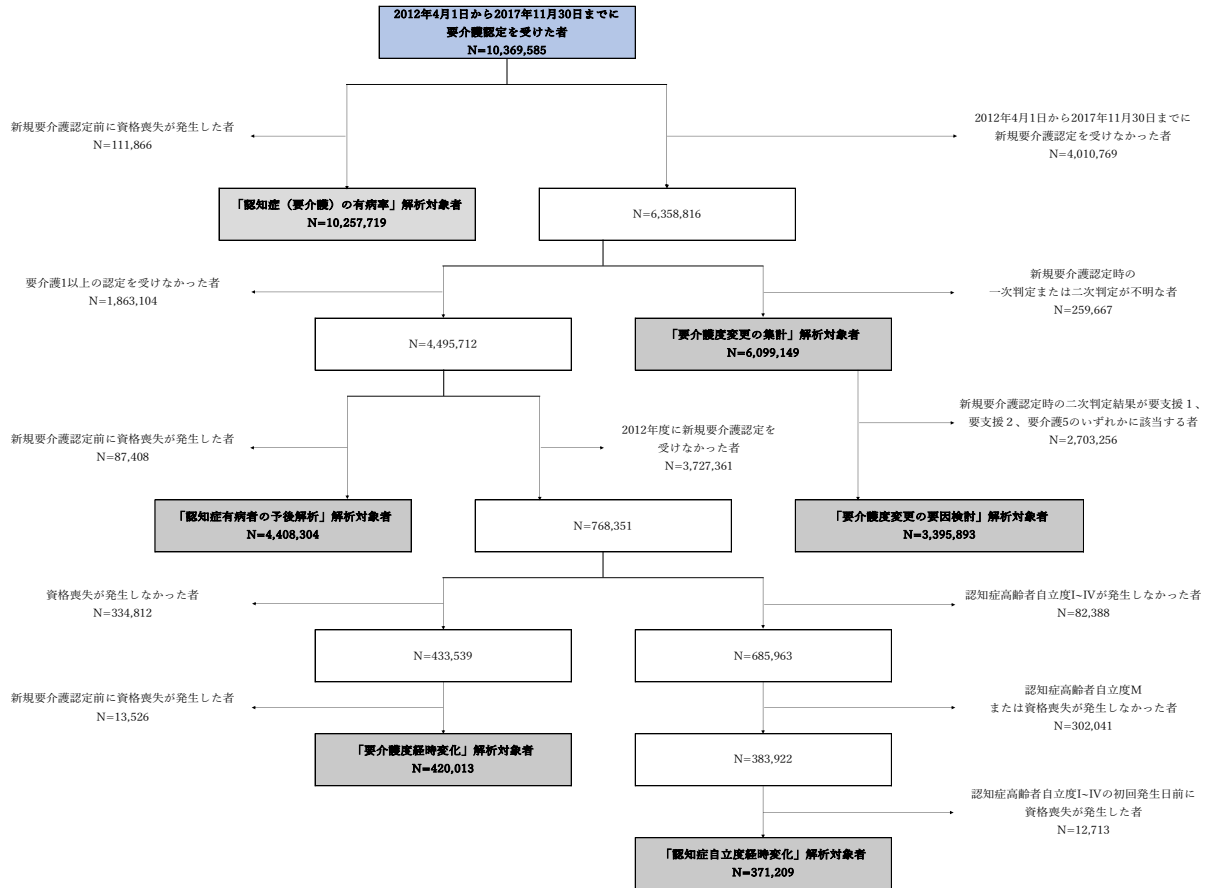 2012年4月1日から2017年11月30日までに
要介護認定を受けた者
N=10,369,585
新規要介護認定前に資格喪失が発生した者
N=111,866
2012年4月1日から2017年11月30日までに
新規要介護認定を受けなかった者
N=4,010,769
「認知症（要介護）の有病率」解析対象者
N=10,257,719
N=6,358,816
要介護1以上の認定を受けなかった者
N=1,863,104
新規要介護認定時の
一次判定または二次判定が不明な者
N=259,667
N=4,495,712
「要介護度変更の集計」解析対象者
N=6,099,149
新規要介護認定前に資格喪失が発生した者
N=87,408
2012年度に新規要介護認定を
受けなかった者
N=3,727,361
新規要介護認定時の二次判定結果が要支援１、
要支援２、要介護5のいずれかに該当する者
N=2,703,256
「認知症有病者の予後解析」解析対象者
N=4,408,304
N=768,351
「要介護度変更の要因検討」解析対象者
N=3,395,893
資格喪失が発生しなかった者
N=334,812
認知症高齢者自立度I~IVが発生しなかった者
N=82,388
N=433,539
N=685,963
新規要介護認定前に資格喪失が発生した者
N=13,526
認知症高齢者自立度M
または資格喪失が発生しなかった者
N=302,041
「要介護度経時変化」解析対象者
N=420,013
N=383,922
認知症高齢者自立度I~IVの初回発生日前に
資格喪失が発生した者
N=12,713
「認知症自立度経時変化」解析対象者
N=371,209